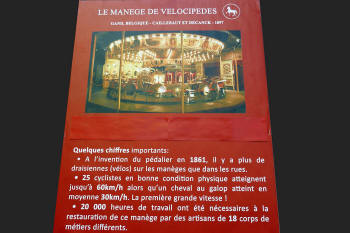 LE MANEGE DE VELOCIPEDES
GAND, BELGIQUE - CAILLEBAUT ET DECANCK - 1897
Quelques chiffres importants:
• A l'invention du pédalier en 1861, il y a plus de
draisiennes (vélos) sur les manèges que dans les rues.
• 25 cyclistes en bonne condition physique atteignent
jusqu'à 60km/h alors qu'un cheval au galop atteint en
moyenne 30km/h. La première grande vitesse !
• 20 000 heures de travail ont été nécessaires à la
restauration de ce manège par des artisans de 18 corps de
métiers différents.